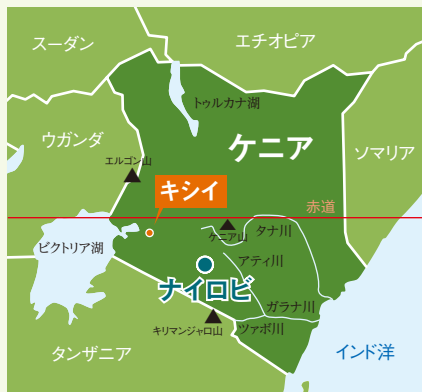 スーダン
エチオピア
トゥルカナ湖
ケニア
ウガンダ
ソマリア
エルゴン山
キシイ
赤道
ケニア山
タナ川
ビクトリア湖
アティ川
ナイロビ
ガラナ川
キリマンジャロ山
ツァボ川
タンザニア
インド洋